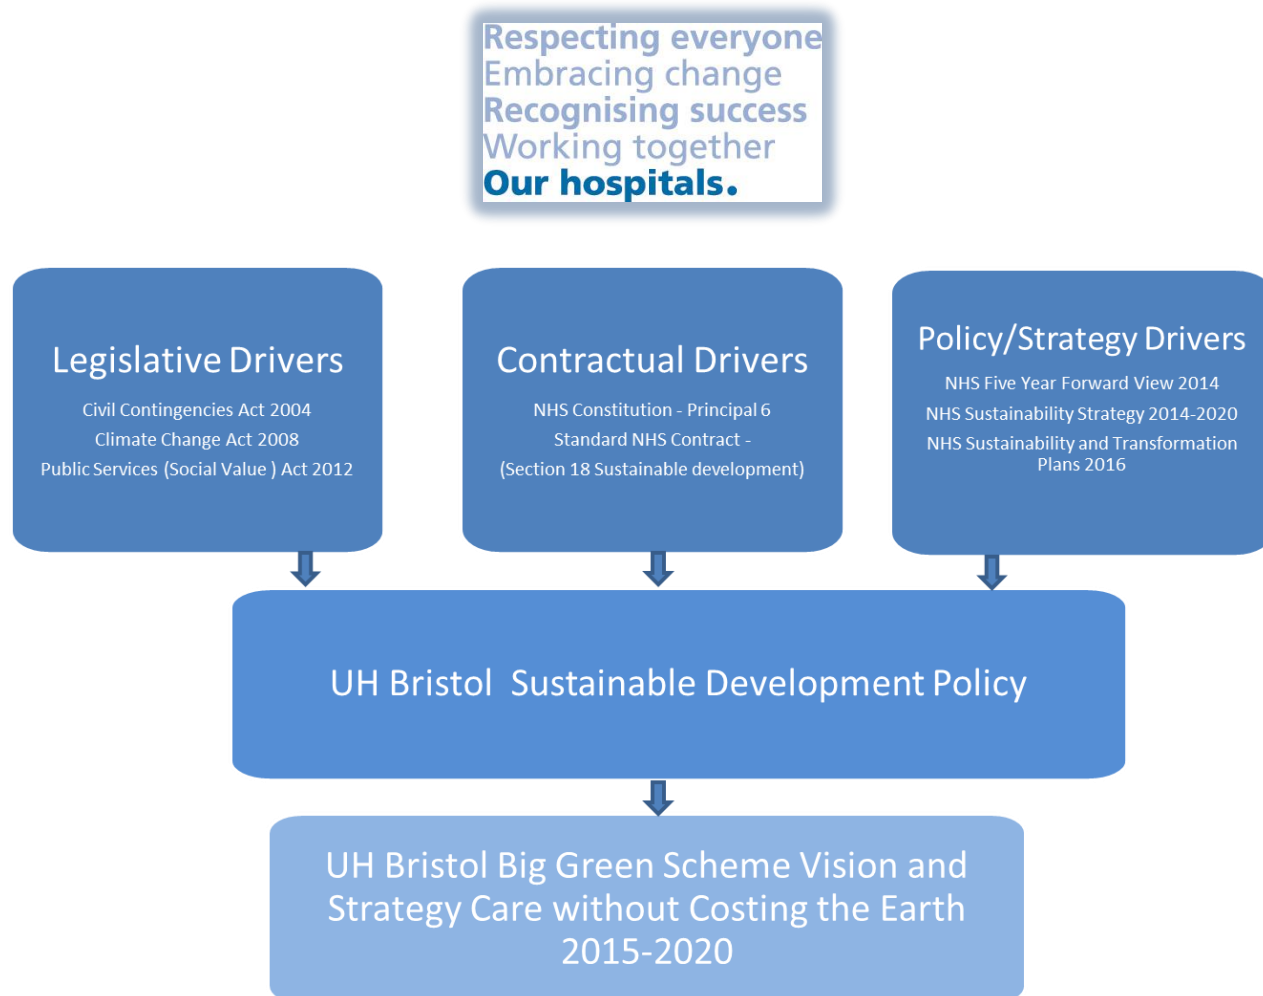 Respecting everyone
Embracing change
Recognising success
Working together
Our hospitals.
Legislative Drivers
Civil Contingencies Act 2004
Climate Change Act 2008
Public Services (Social Value ) Act 2012
Contractual Drivers
NHS Constitution - Principal 6
Standard NHS Contract -
(Section 18 Sustainable development)
Policy/Strategy Drivers
NHS Five Year Forward View 2014
NHS Sustainability Strategy 2014-2020
NHS Sustainability and Transformation
Plans 2016
UH Bristol  Sustainable Development Policy
UH Bristol Big Green Scheme Vision and
Strategy Care without Costing the Earth
2015-2020